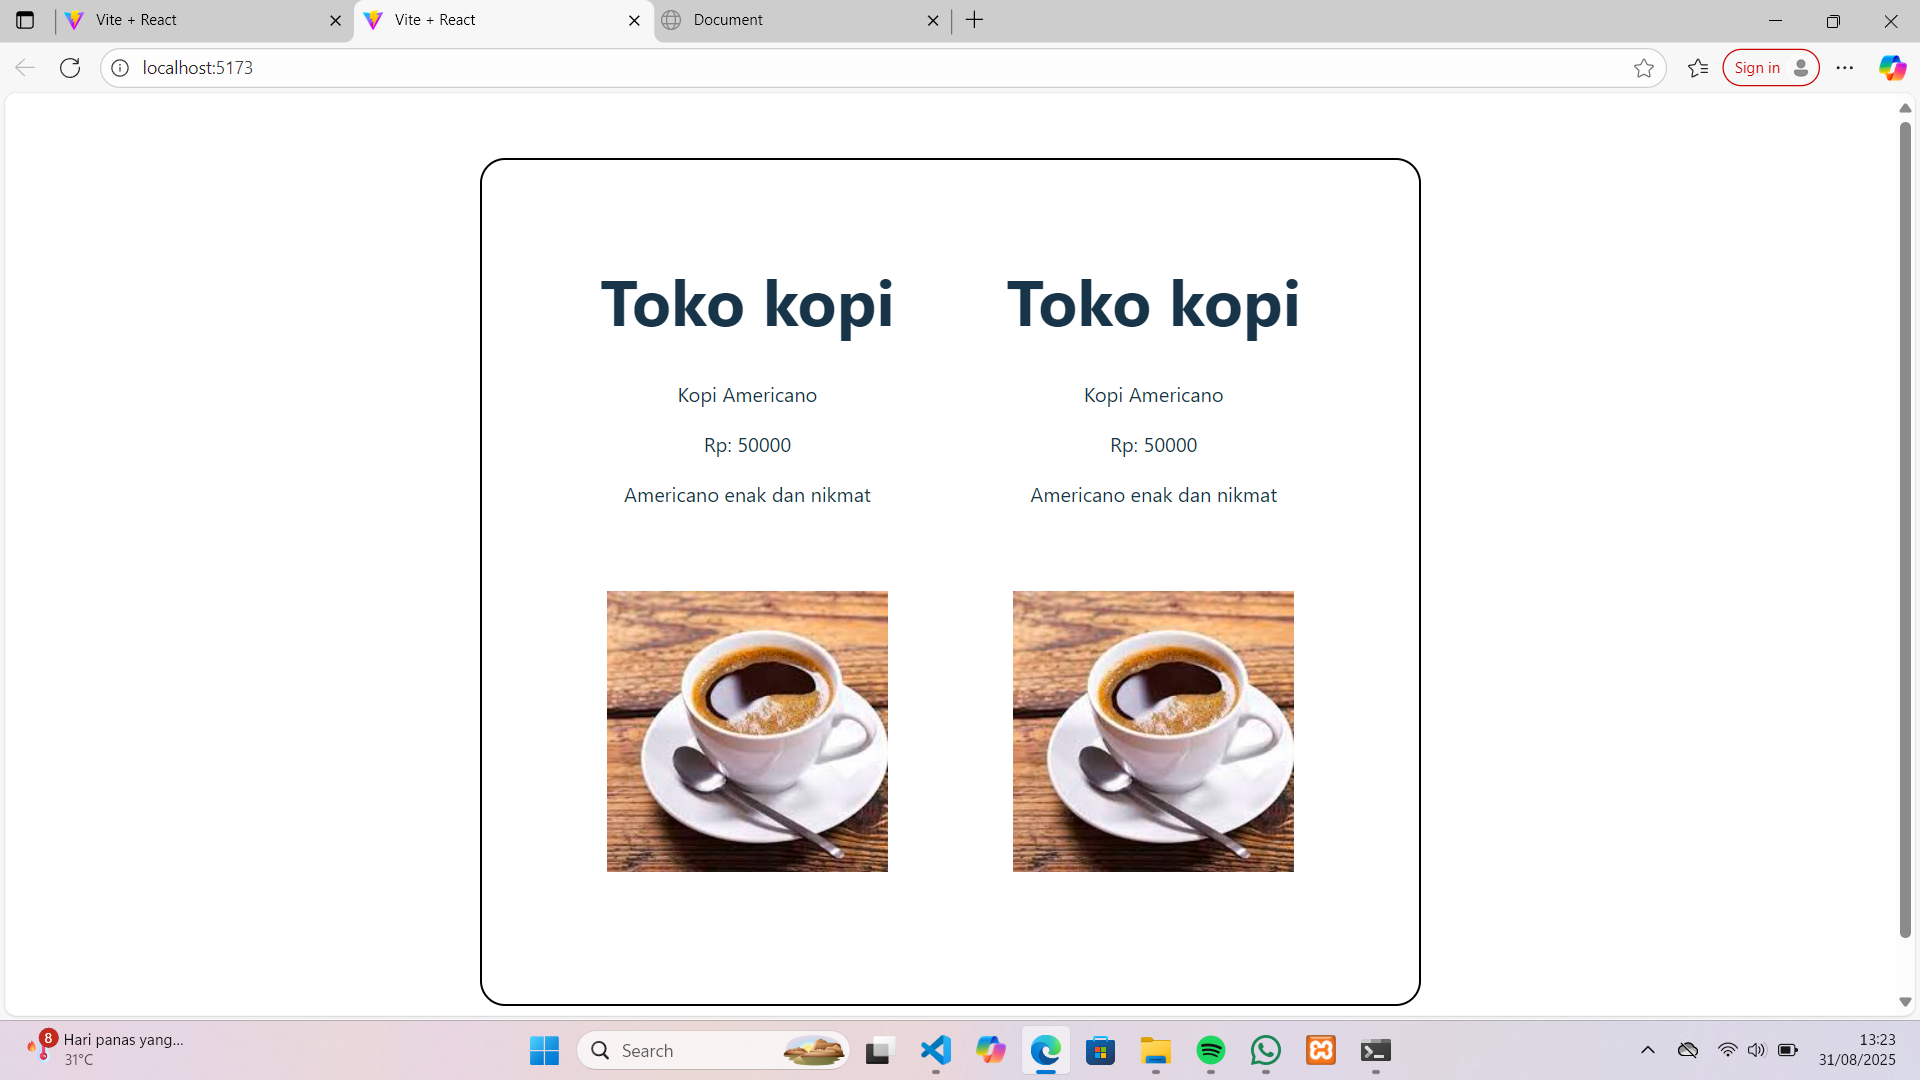 Vite + React
Vite + React
Document
localhost:5173
Sign in
Toko kopi
Kopi Americano
Rp: 50000
Americano enak dan nikmat
Toko kopi
Kopi Americano
Rp: 50000
Americano enak dan nikmat
8
Hari panas yang...
31°C
Search
13:23
31/08/2025